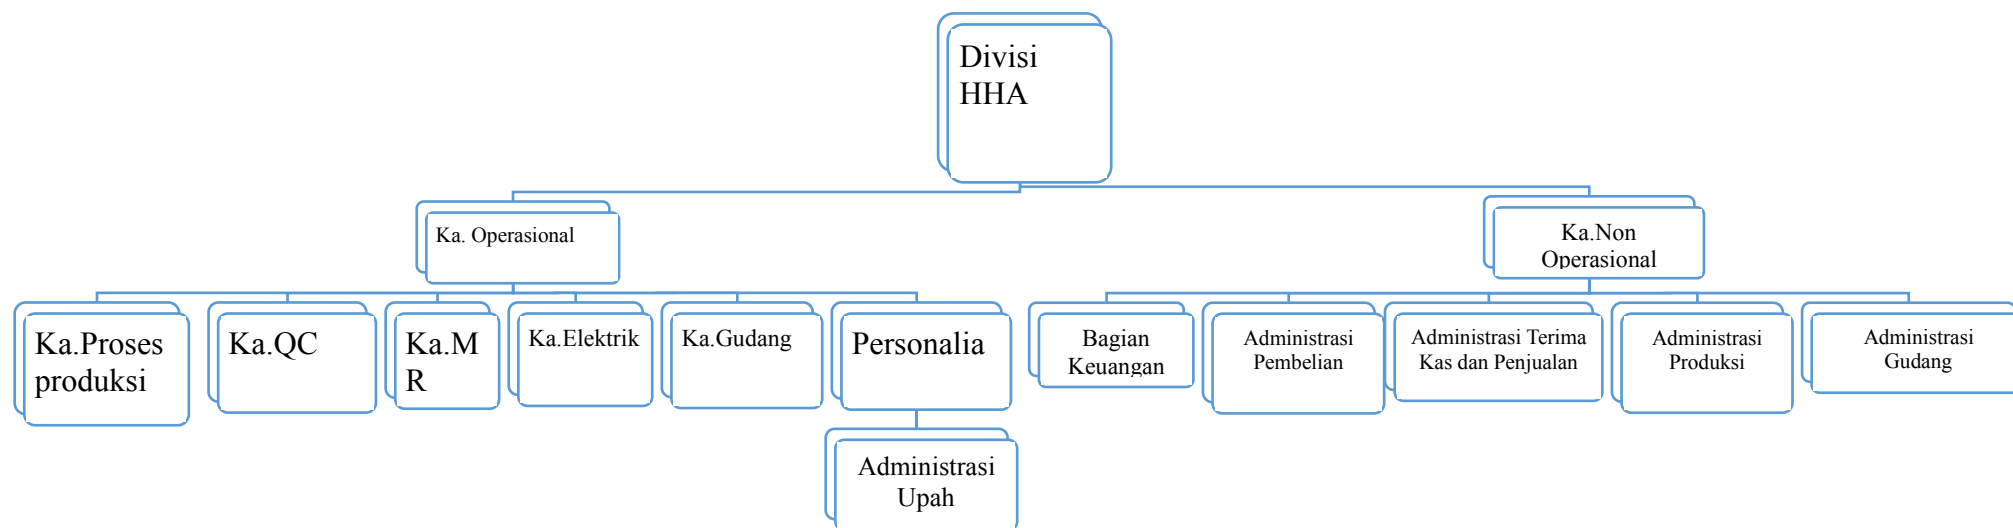 Divisi
HHA
Ka. Operasional
Ka.Non
Operasional
Ka.Proses
produksi
Ka.QC
Ka.M
R
Ka.Elektrik
Ka.Gudang
Personalia
Bagian
Keuangan
Administrasi
Pembelian
Administrasi Terima
Kas dan Penjualan
Administrasi
Produksi
Administrasi
Gudang
Administrasi
Upah